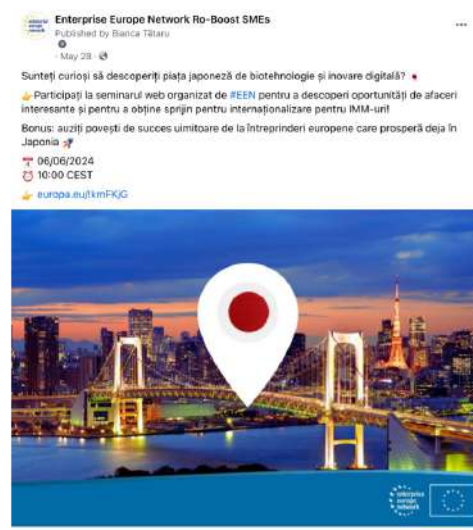 Enterprise Europe Network Ro-Boost SMEs
Published by Bianca Tătaru
· May 28 ·
Sunteți curioși să descoperiți piața japoneză de biotehnologie și inovare digitală?
👉Participați la seminarul web organizat de #EEN pentru a descoperi oportunități de afaceri
interesante și pentru a obține sprijin pentru internaționalizare pentru IMM-uri!
Bonus: auziți povești de succes uimitoare de la întreprinderi europene care prosperă deja în
Japonia 🚀
📅 06/06/2024
⏰ 10:00 CEST
👉 europa.eu/!kmFKjG
enterprise
europe
network